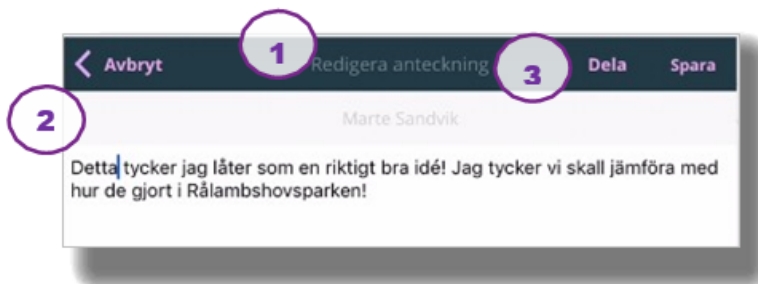 1
Avbryt Redigera anteckning 3 Dela Spara
2 Marte Sandvik
Detta tycker jag låter som en riktigt bra idé! Jag tycker vi skall jämföra med
hur de gjort i Rålambshovsparken!